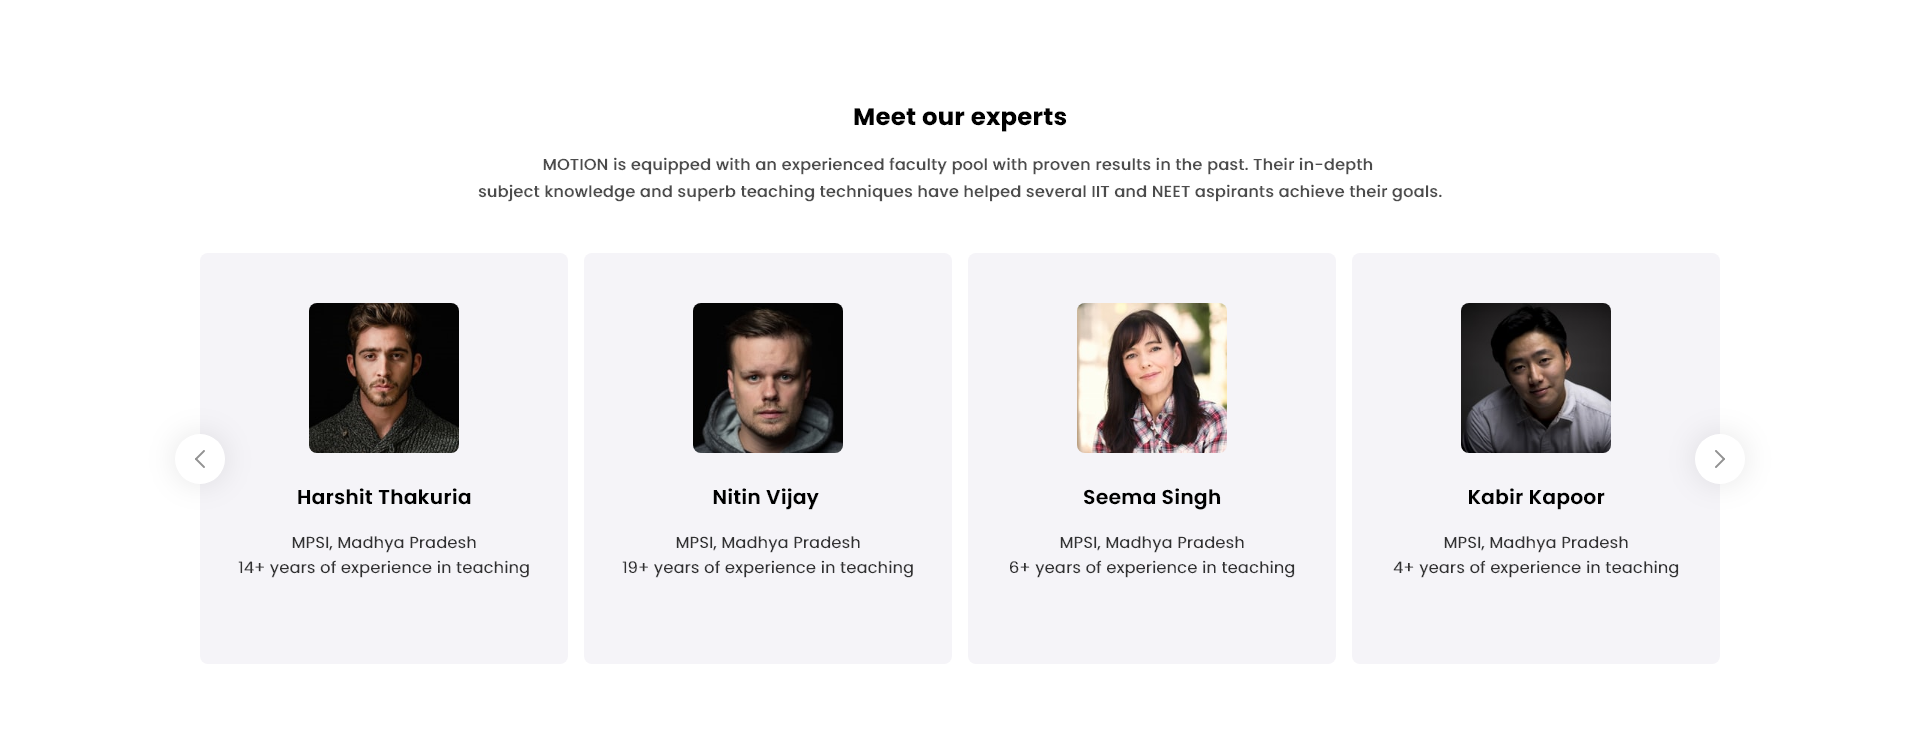 Meet our experts
MOTION is equipped with an experienced faculty pool with proven results in the past. Their in-depth
subject knowledge and superb teaching techniques have helped several IIT and NEET aspirants achieve their goals.
Harshit Thakuria
MPSI, Madhya Pradesh
14+ years of experience in teaching
Nitin Vijay
MPSI, Madhya Pradesh
19+ years of experience in teaching
Seema Singh
MPSI, Madhya Pradesh
6+ years of experience in teaching
Kabir Kapoor
MPSI, Madhya Pradesh
4+ years of experience in teaching